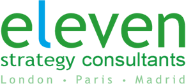 eleven
strategy consultants
London • Paris • Madrid